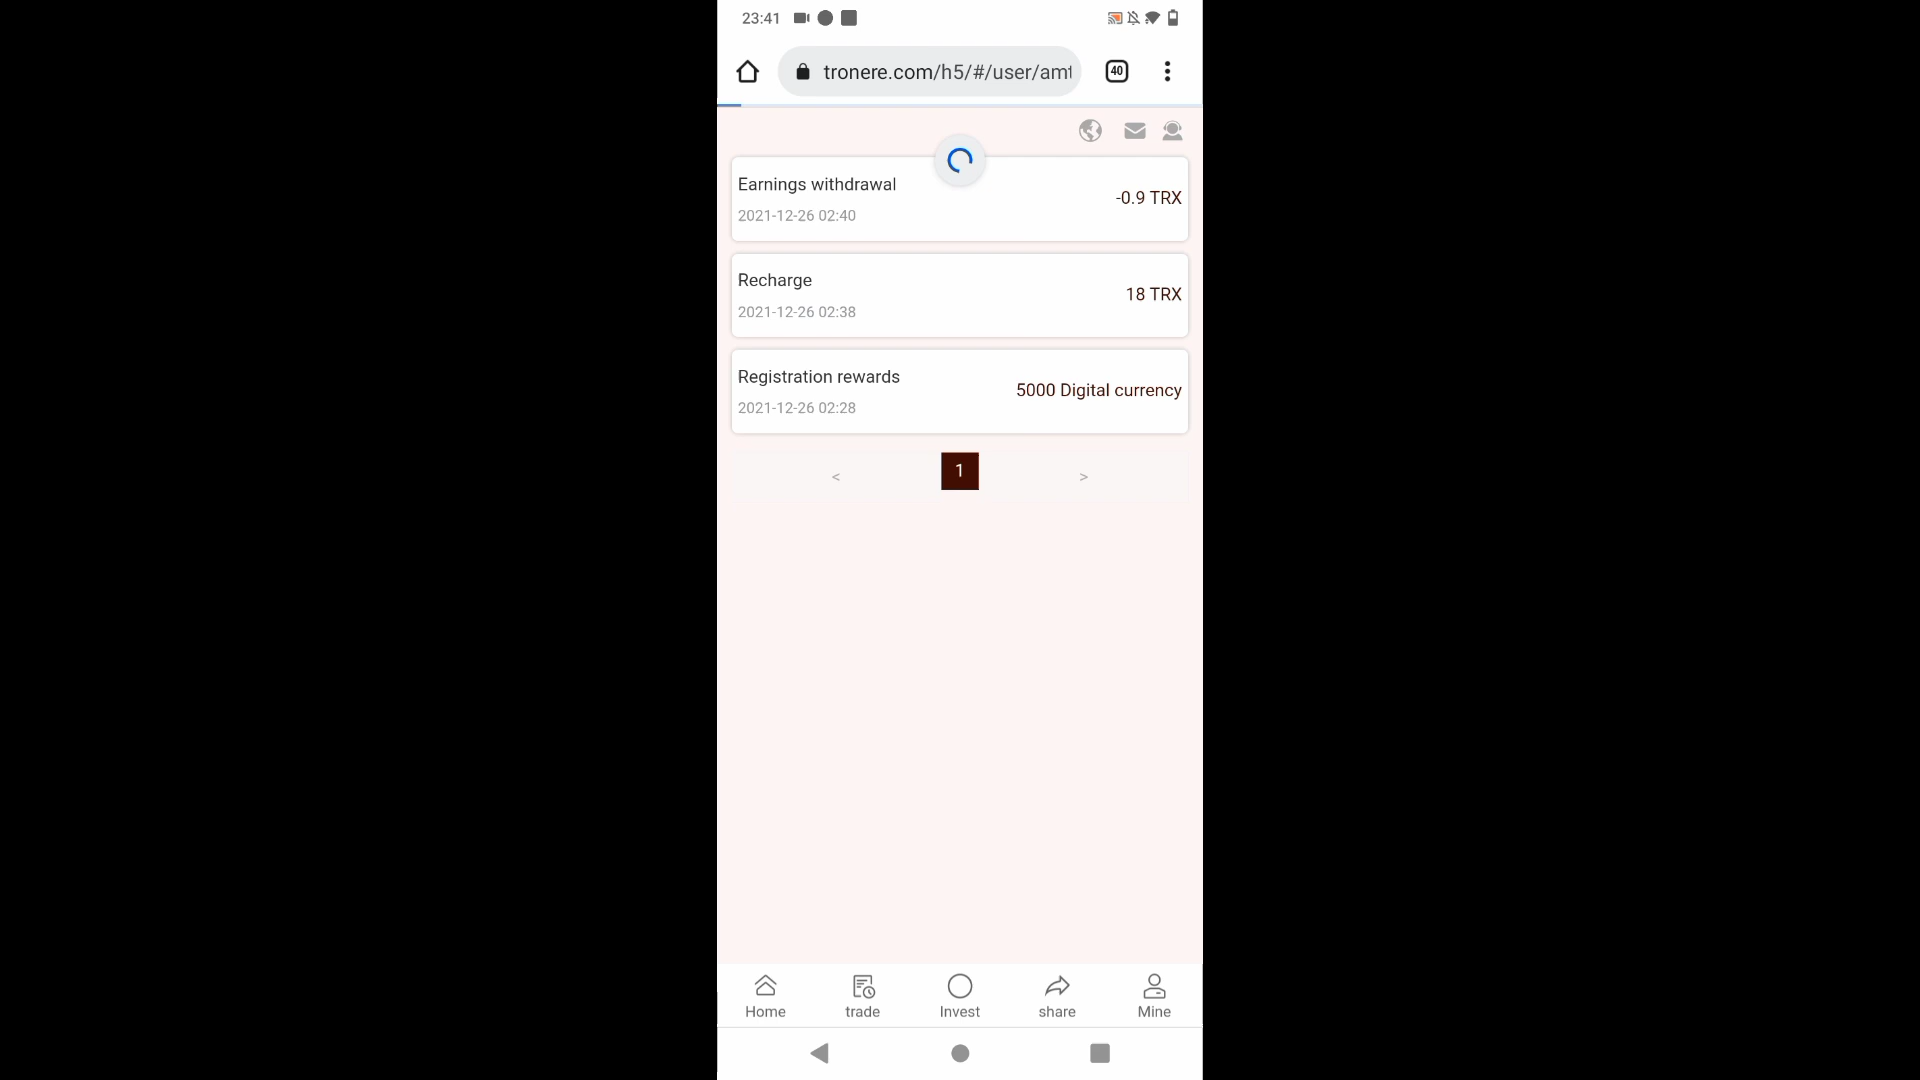 23:41
tronere.com/h5/#/user/amt
40
Earnings withdrawal
-0.9 TRX
2021-12-26 02:40
Recharge
18 TRX
2021-12-26 02:38
Registration rewards
5000 Digital currency
2021-12-26 02:28
< 1 >
Home trade Invest share Mine